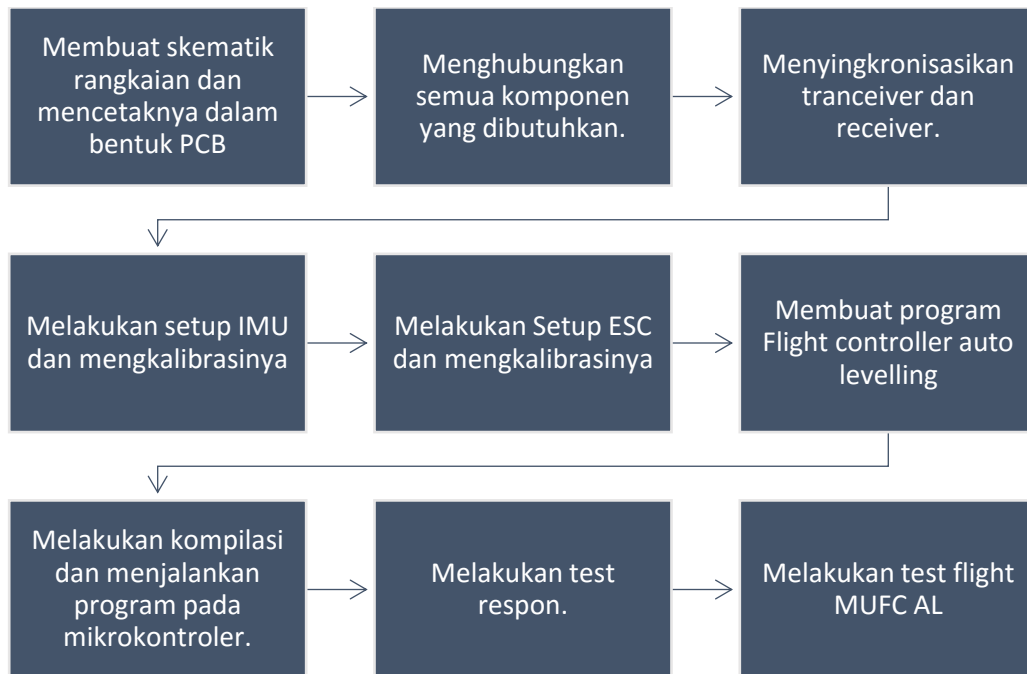 Membuat skematik
rangkaian dan
mencetaknya dalam
bentuk PCB
Menghubungkan
semua komponen
yang dibutuhkan.
Menyingkronisasikan
tranceiver dan
receiver.
Melakukan setup IMU
dan mengkalibrasinya
Melakukan Setup ESC
dan mengkalibrasinya
Membuat program
Flight controller auto
levelling
Melakukan kompilasi
dan menjalankan
program pada
mikrokontroler.
Melakukan test
respon.
Melakukan test flight
MUFC AL